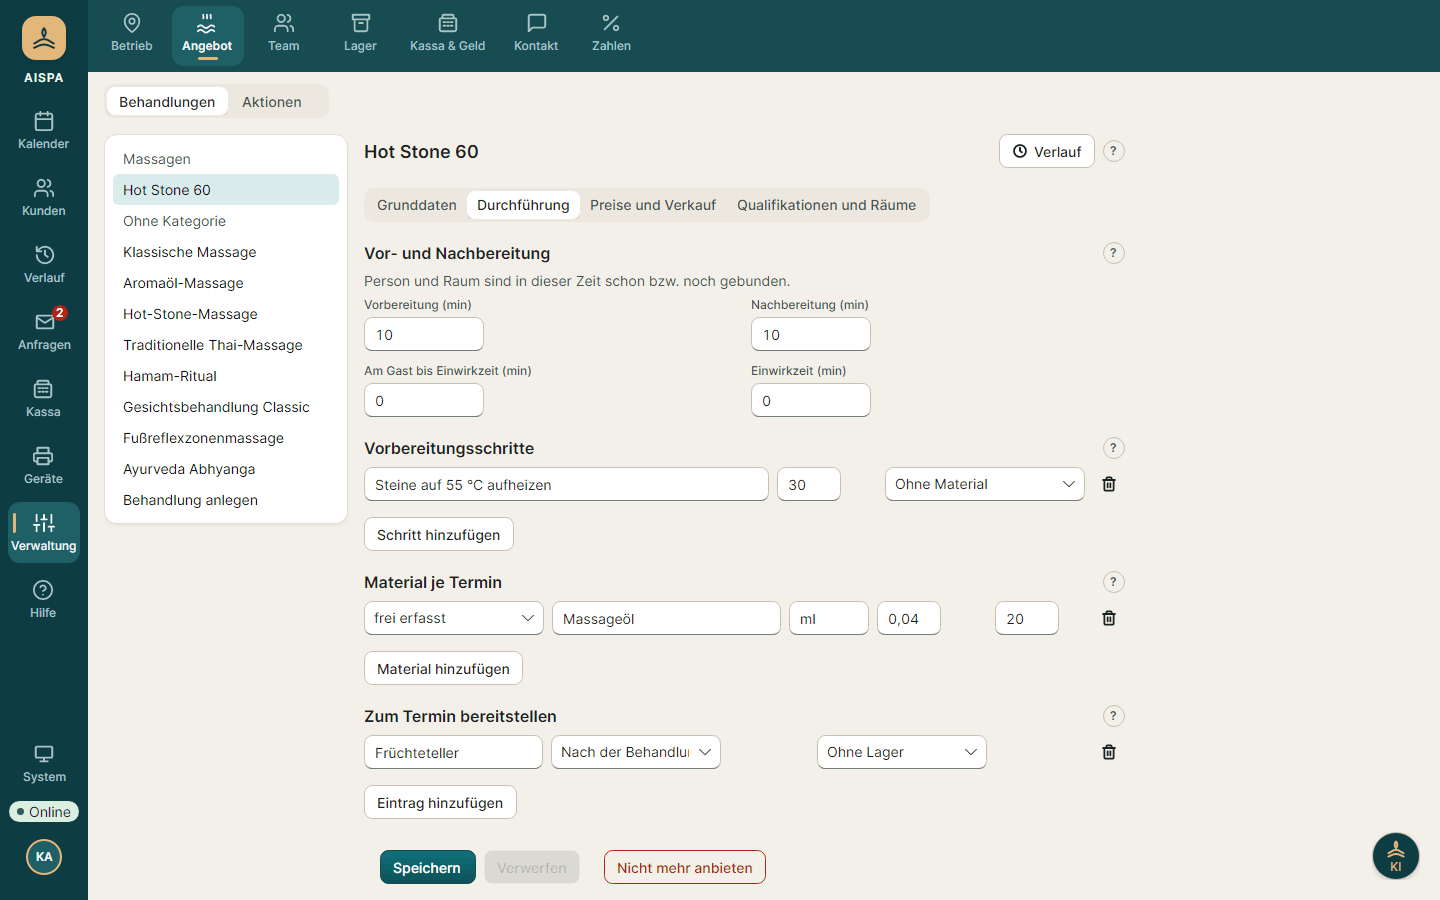 AISPA
Kalender
Kunden
Verlauf
2
Anfragen
Kassa
Geräte
Verwaltung
Hilfe
System
Online
KA
Betrieb
Angebot
Team
Lager
Kassa & Geld
Kontakt
Zahlen
Behandlungen
Aktionen
Massagen
Hot Stone 60
Ohne Kategorie
Klassische Massage
Aromaöl-Massage
Hot-Stone-Massage
Traditionelle Thai-Massage
Hamam-Ritual
Gesichtsbehandlung Classic
Fußreflexzonenmassage
Ayurveda Abhyanga
Behandlung anlegen
Hot Stone 60
Verlauf
?
Grunddaten
Durchführung
Preise und Verkauf
Qualifikationen und Räume
Vor- und Nachbereitung
?
Person und Raum sind in dieser Zeit schon bzw. noch gebunden.
Vorbereitung (min)
Nachbereitung (min)
10
10
Am Gast bis Einwirkzeit (min)
Einwirkzeit (min)
0
0
Vorbereitungsschritte
?
Steine auf 55 °C aufheizen
30
Ohne Material
Schritt hinzufügen
Material je Termin
?
frei erfasst
Massageöl
ml
0,04
20
Material hinzufügen
Zum Termin bereitstellen
?
Früchteteller
Nach der Behandlu
Ohne Lager
Eintrag hinzufügen
Speichern
Verwerfen
Nicht mehr anbieten
KI